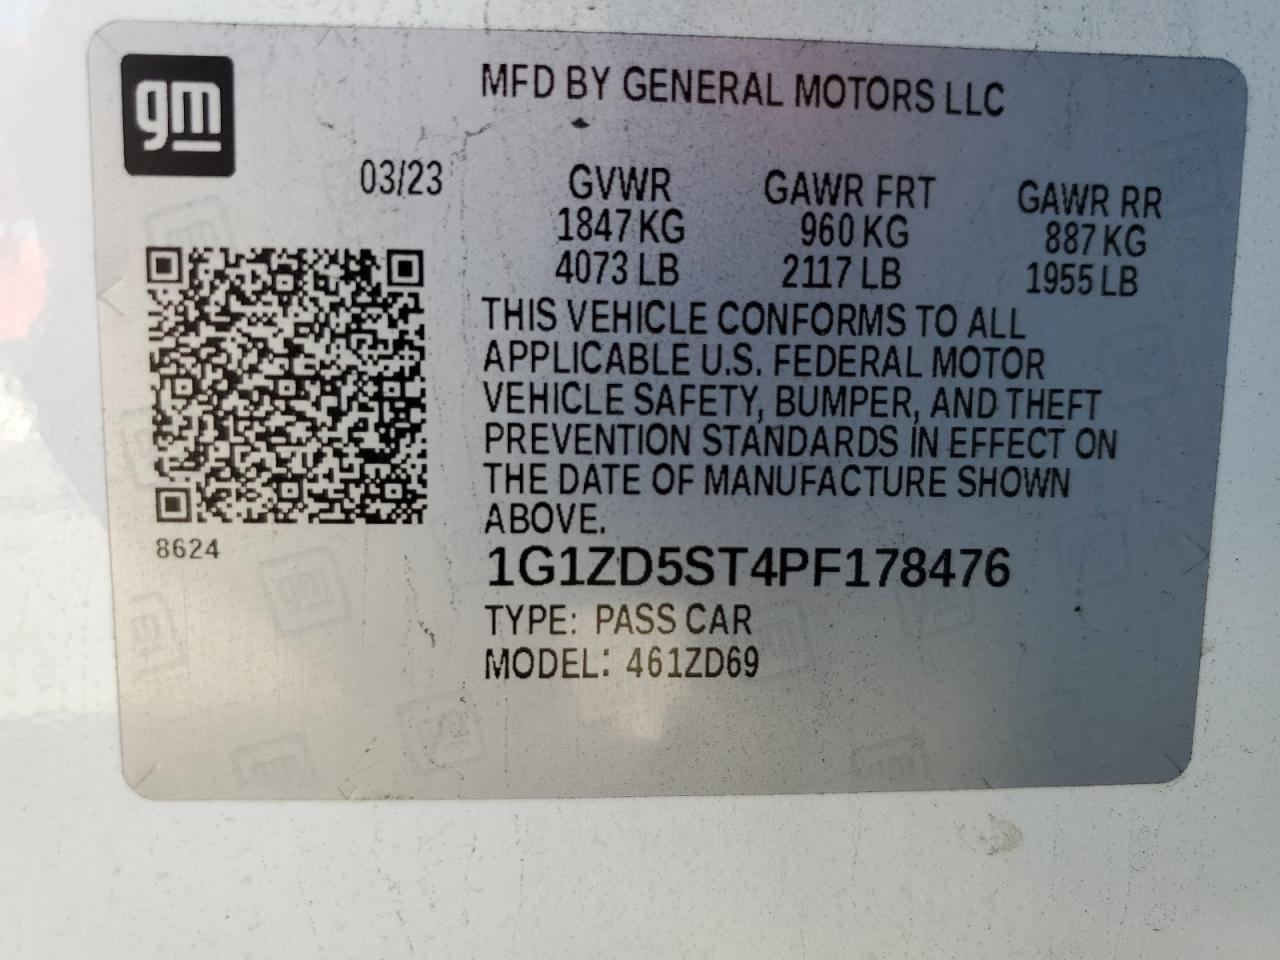 gm
MFD BY GENERAL MOTORS LLC
03/23
GVWR GAWR FRT GAWR RR
1847 KG 960 KG 887 KG
4073 LB 2117 LB 1955 LB
THIS VEHICLE CONFORMS TO ALL
APPLICABLE U.S. FEDERAL MOTOR
VEHICLE SAFETY, BUMPER, AND THEFT
PREVENTION STANDARDS IN EFFECT ON
THE DATE OF MANUFACTURE SHOWN
ABOVE.
8624
1G1ZD5ST4PF178476
TYPE: PASS CAR
MODEL: 461ZD69